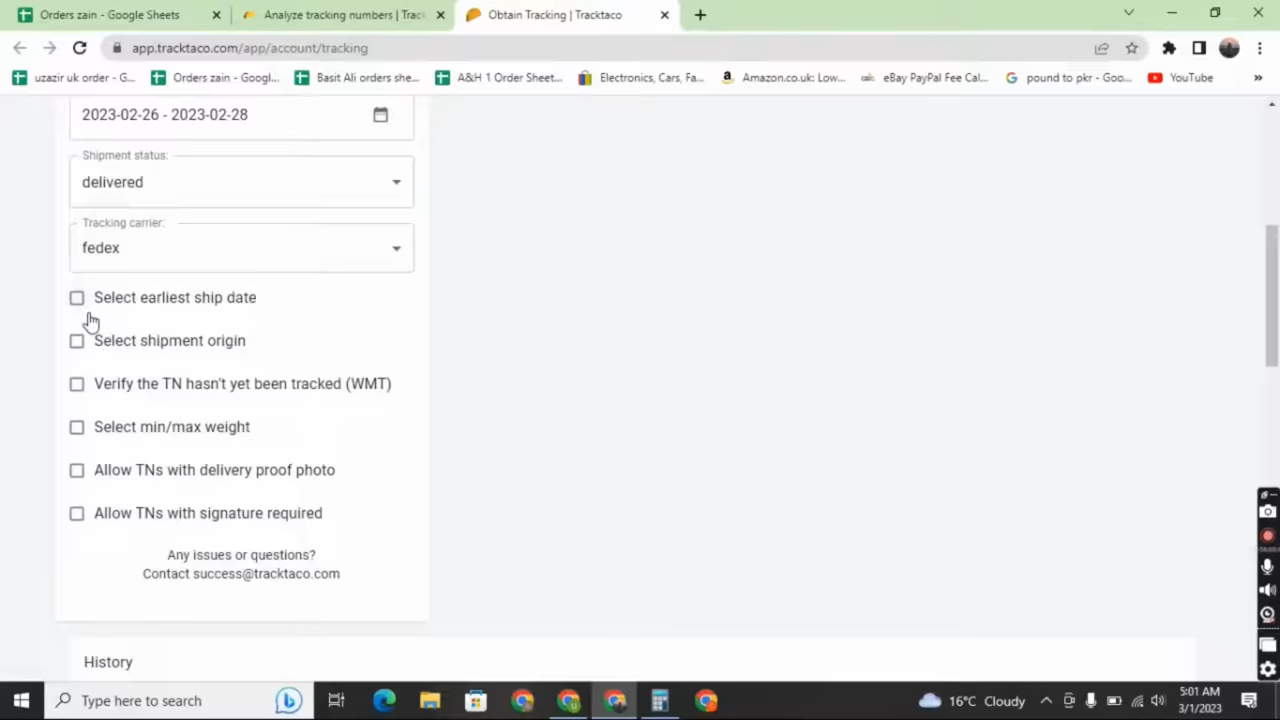 Orders zain - Google Sheets
Analyze tracking numbers | Trac
Obtain Tracking | Tracktaco
app.tracktaco.com/app/account/tracking
uzazir uk order - G...
Orders zain - Googl...
Basit Ali orders she...
A&H 1 Order Sheet...
Electronics, Cars, Fa...
Amazon.co.uk: Low...
eBay PayPal Fee Cal...
pound to pkr - Goo...
YouTube
2023-02-26 - 2023-02-28
Shipment status:
delivered
Tracking carrier:
fedex
Select earliest ship date
Select shipment origin
Verify the TN hasn't yet been tracked (WMT)
Select min/max weight
Allow TNs with delivery proof photo
Allow TNs with signature required
Any issues or questions?
Contact success@tracktaco.com
History
Type here to search
16°C Cloudy
5:01 AM
3/1/2023